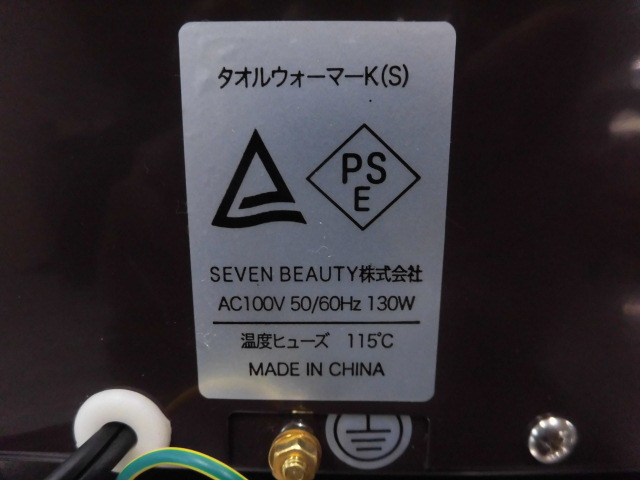 タオルウォーマーK(S)
PS
E
SEVEN BEAUTY株式会社
AC100V 50/60Hz 130W
温度ヒューズ 115℃
MADE IN CHINA